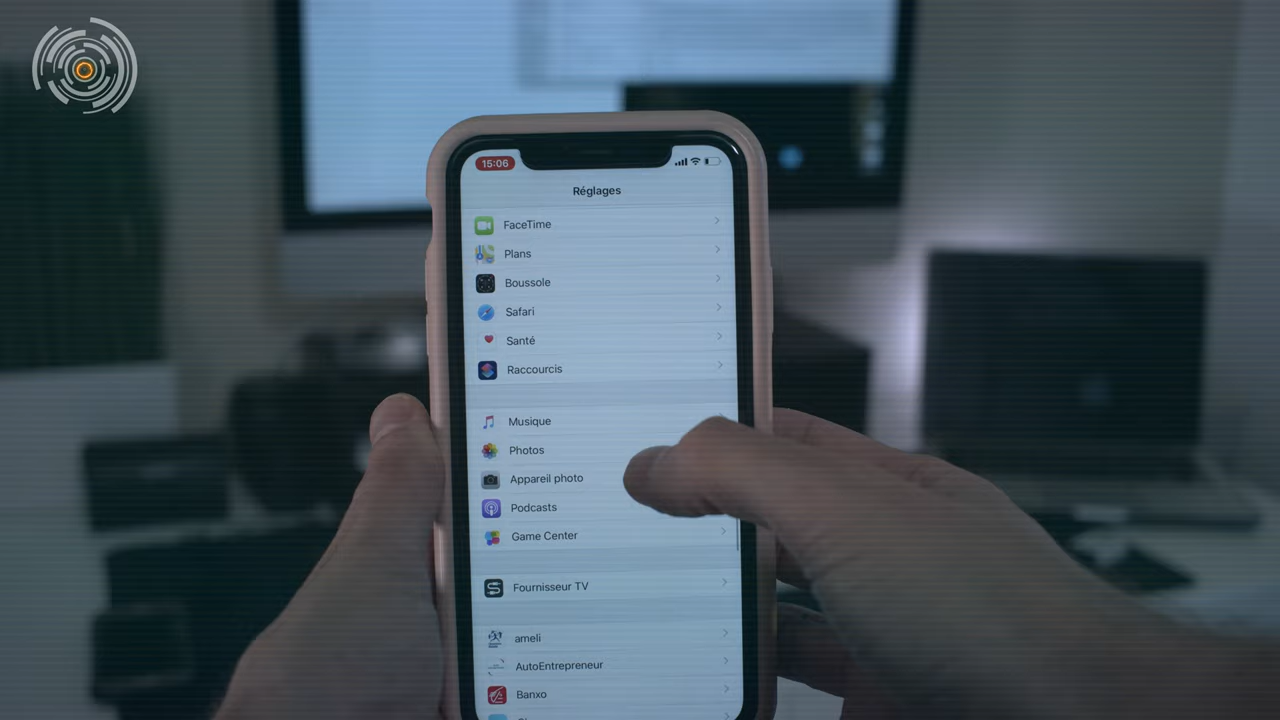 15:06
Réglages
FaceTime
Plans
Boussole
Safari
Santé
Raccourcis
Musique
Photos
Appareil photo
Podcasts
Game Center
Fournisseur TV
ameli
AutoEntrepreneur
Banxo